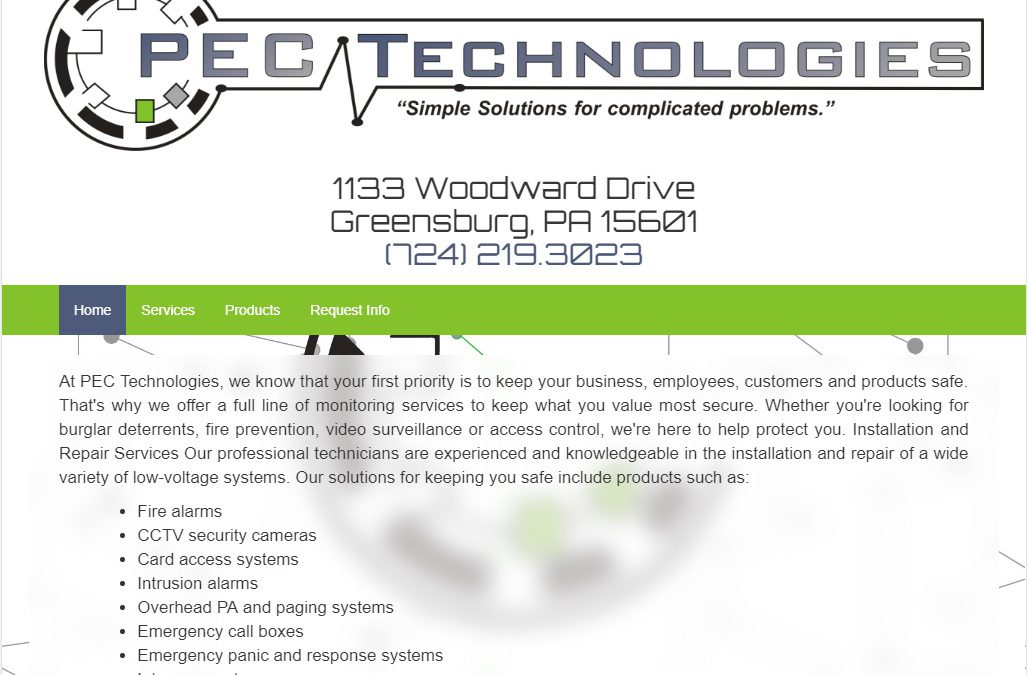 PEC TECHNOLOGIES
“Simple Solutions for complicated problems.”
1133 Woodward Drive
Greensburg, PA 15601
(724) 219.3023
Home Services Products Request Info
At PEC Technologies, we know that your first priority is to keep your business, employees, customers and products safe.
That's why we offer a full line of monitoring services to keep what you value most secure. Whether you're looking for
burglar deterrents, fire prevention, video surveillance or access control, we're here to help protect you. Installation and
Repair Services Our professional technicians are experienced and knowledgeable in the installation and repair of a wide
variety of low-voltage systems. Our solutions for keeping you safe include products such as:
• Fire alarms
• CCTV security cameras
• Card access systems
• Intrusion alarms
• Overhead PA and paging systems
• Emergency call boxes
• Emergency panic and response systems